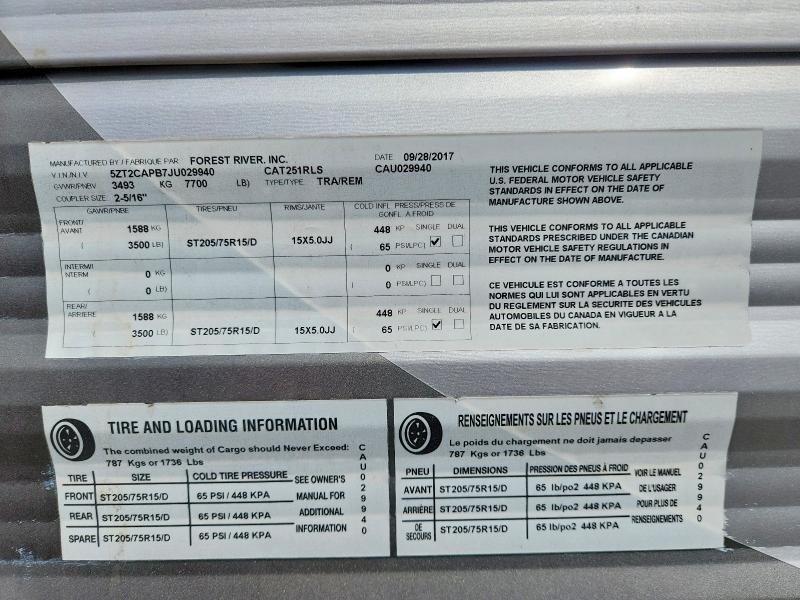 MANUFACTURED BY / FABRIQUE PAR: FOREST RIVER, INC. DATE 09/28/2017
V.I.N./N.I.V. 5ZT2CAPB7JU029940 CAT251RLS CAU029940
GVWR/PNBV 3493 KG 7700 LB) TYPE/TYPE: TRA/REM
COUPLER SIZE: 2-5/16"
GAWR/PNBE TIRES/PNEU RIMS/JANTE COLD INFL. PRESS/PRESS DE GONFL. A FROID
FRONT/AVANT 1588 KG 448 KP SINGLE DUAL
( 3500 LB) ST205/75R15/D 15X5.0JJ ( 65 PSI/LPC)
INTERM/INTERM 0 KG 0 KP SINGLE DUAL
( 0 LB) ( 0 PSI/LPC)
REAR/ARRIÈRE 1588 KG 448 KP SINGLE DUAL
( 3500 LB) ST205/75R15/D 15X5.0JJ ( 65 PSI/LPC)
THIS VEHICLE CONFORMS TO ALL APPLICABLE
U.S. FEDERAL MOTOR VEHICLE SAFETY
STANDARDS IN EFFECT ON THE DATE OF
MANUFACTURE SHOWN ABOVE.
THIS VEHICLE CONFORMS TO ALL APPLICABLE
STANDARDS PRESCRIBED UNDER THE CANADIAN
MOTOR VEHICLE SAFETY REGULATIONS IN
EFFECT ON THE DATE OF MANUFACTURE.
CE VEHICULE EST CONFORME A TOUTES LES
NORMES QUI LUI SONT APPLICABLES EN VERTU
DU REGLEMENT SUR LA SECURITE DES VEHICULES
AUTOMOBILES DU CANADA EN VIGUEUR A LA
DATE DE SA FABRICATION.
TIRE AND LOADING INFORMATION
The combined weight of Cargo should Never Exceed:
787 Kgs or 1736 Lbs
TIRE SIZE COLD TIRE PRESSURE SEE OWNER'S
FRONT ST205/75R15/D 65 PSI / 448 KPA MANUAL FOR
REAR ST205/75R15/D 65 PSI / 448 KPA ADDITIONAL
SPARE ST205/75R15/D 65 PSI / 448 KPA INFORMATION
CAU029940
RENSEIGNEMENTS SUR LES PNEUS ET LE CHARGEMENT
Le poids du chargement ne doit jamais depasser
787 Kgs or 1736 Lbs
PNEU DIMENSIONS PRESSION DES PNEUS À FROID VOIR LE MANUEL
AVANT ST205/75/15/D 65 lb/po2 448 KPA DE L'USAGER
ARRIÈRE ST205/75/15/D 65 lb/po2 448 KPA POUR PLUS DE
DE SECOURS ST205/75/15/D 65 lb/po2 448 KPA RENSEIGNEMENTS
CAU029940